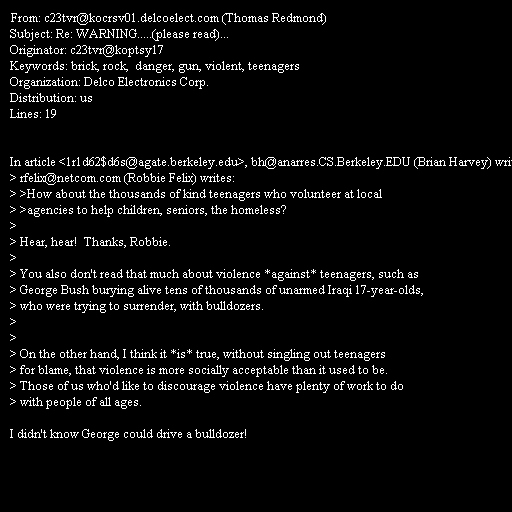 From: c23tvr@kocrsv01.delcoelect.com (Thomas Redmond)
Subject: Re: WARNING.....(please read)...
Originator: c23tvr@koptsy17
Keywords: brick, rock,  danger, gun, violent, teenagers
Organization: Delco Electronics Corp.
Distribution: us
Lines: 19
In article <1r1d62$d6s@agate.berkeley.edu>, bh@anarres.CS.Berkeley.EDU (Brian Harvey) wri
> rfelix@netcom.com (Robbie Felix) writes:
> >How about the thousands of kind teenagers who volunteer at local
> >agencies to help children, seniors, the homeless?
>
> Hear, hear!  Thanks, Robbie.
>
> You also don't read that much about violence *against* teenagers, such as
> George Bush burying alive tens of thousands of unarmed Iraqi 17-year-olds,
> who were trying to surrender, with bulldozers.
>
>
> On the other hand, I think it *is* true, without singling out teenagers
> for blame, that violence is more socially acceptable than it used to be.
> Those of us who'd like to discourage violence have plenty of work to do
> with people of all ages.
I didn't know George could drive a bulldozer!